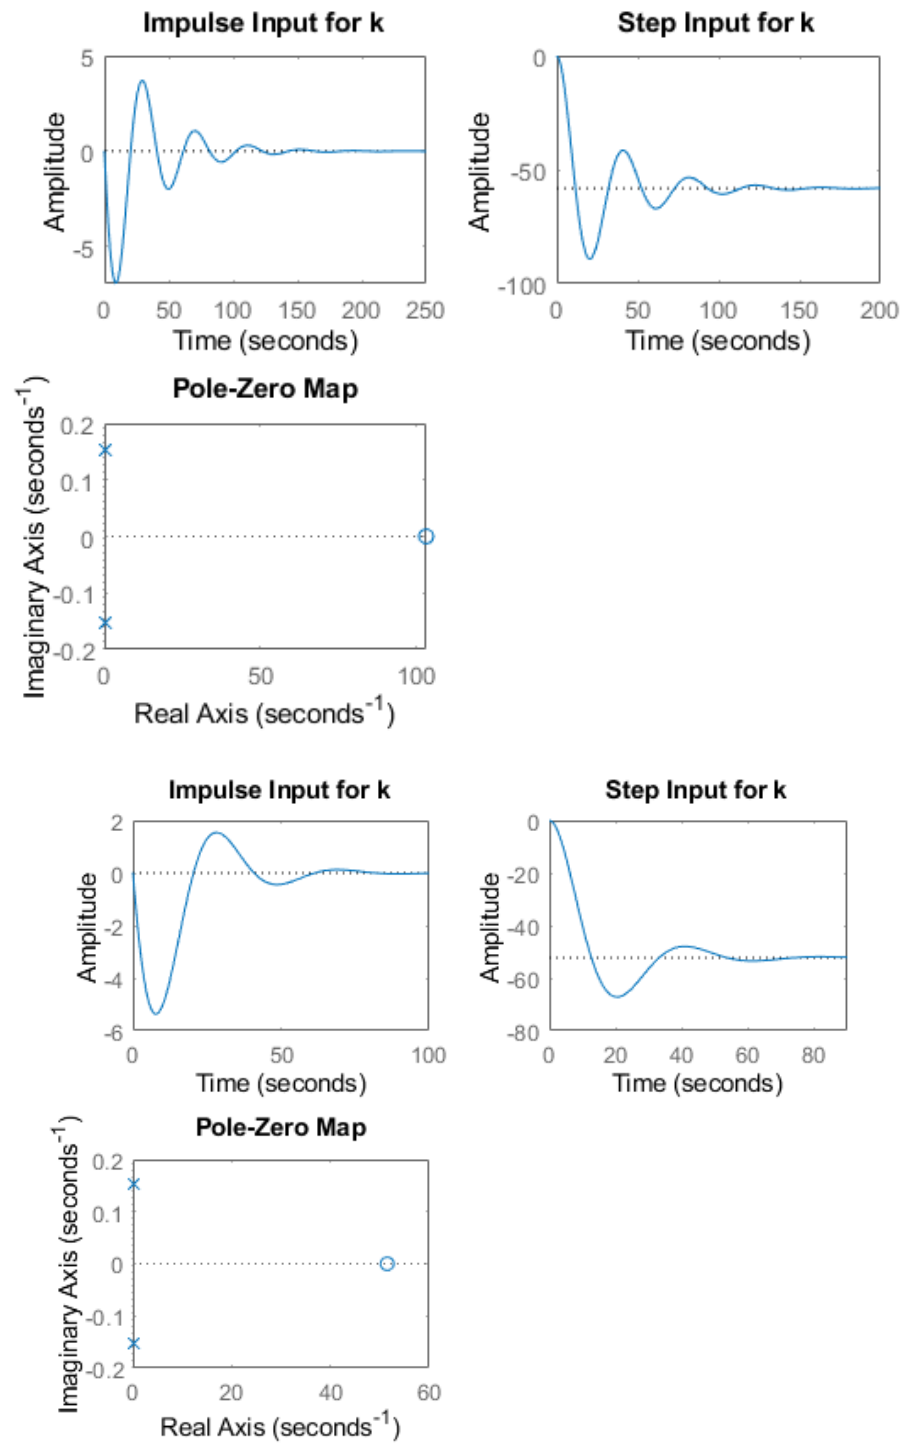 Impulse Input for k
5
0
-5
Amplitude
0 50 100 150 200 250
Time (seconds)
Step Input for k
0
-50
-100
Amplitude
0 50 100 150 200
Time (seconds)
Pole-Zero Map
0.2
0.1
0
-0.1
-0.2
Imaginary Axis (seconds⁻¹)
0 50 100
Real Axis (seconds⁻¹)
Impulse Input for k
2
0
-2
-4
-6
Amplitude
0 50 100
Time (seconds)
Step Input for k
0
-20
-40
-60
-80
Amplitude
0 20 40 60 80
Time (seconds)
Pole-Zero Map
0.2
0.1
0
-0.1
-0.2
Imaginary Axis (seconds⁻¹)
0 20 40 60
Real Axis (seconds⁻¹)